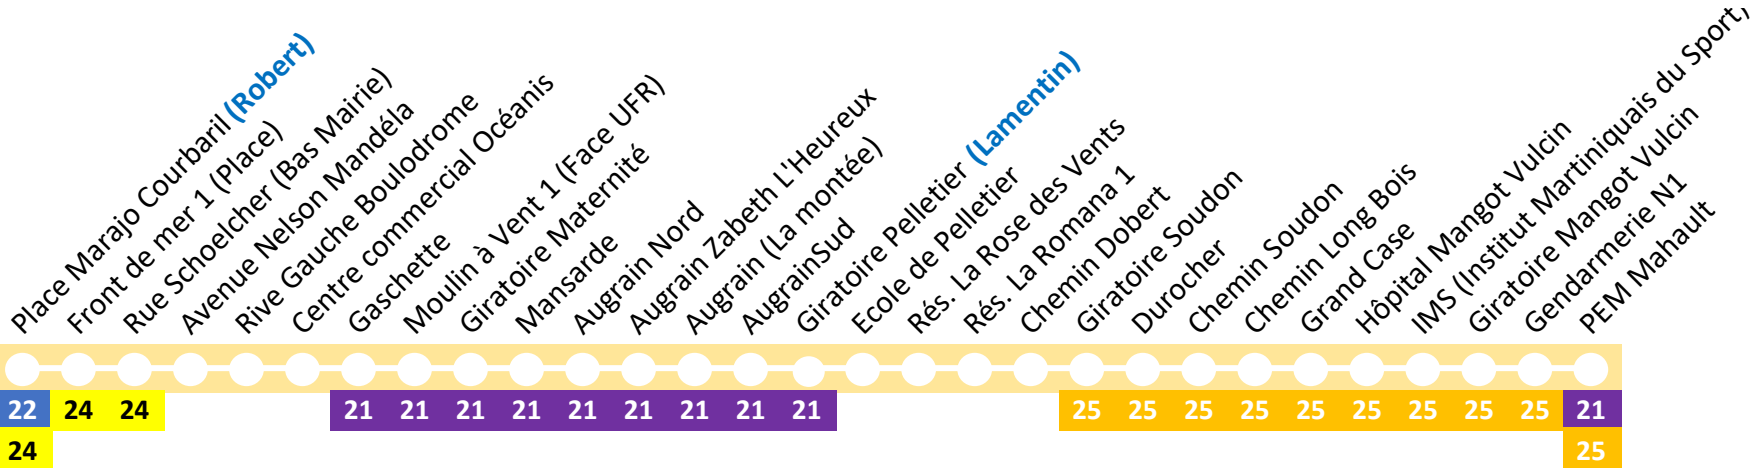 Place Marajo Courbaril (Robert)
Front de mer 1 (Place)
Rue Schoelcher (Bas Mairie)
Avenue Nelson Mandéla
Rive Gauche Boulodrome
Centre commercial Océanis
Gaschette
Moulin à Vent 1 (Face UFR)
Giratoire Maternité
Mansarde
Augrain Nord
Augrain Zabeth L'Heureux
Augrain (La montée)
AugrainSud
Giratoire Pelletier (Lamentin)
Ecole de Pelletier
Rés. La Rose des Vents
Rés. La Romana 1
Chemin Dobert
Giratoire Soudon
Durocher
Chemin Soudon
Chemin Long Bois
Grand Case
Hôpital Mangot Vulcin
IMS (Institut Martiniquais du Sport)
Giratoire Mangot Vulcin
Gendarmerie N1
PEM Mahault
22 24 24 21 21 21 21 21 21 21 21 21 25 25 25 25 25 25 25 25 25 21
24 25